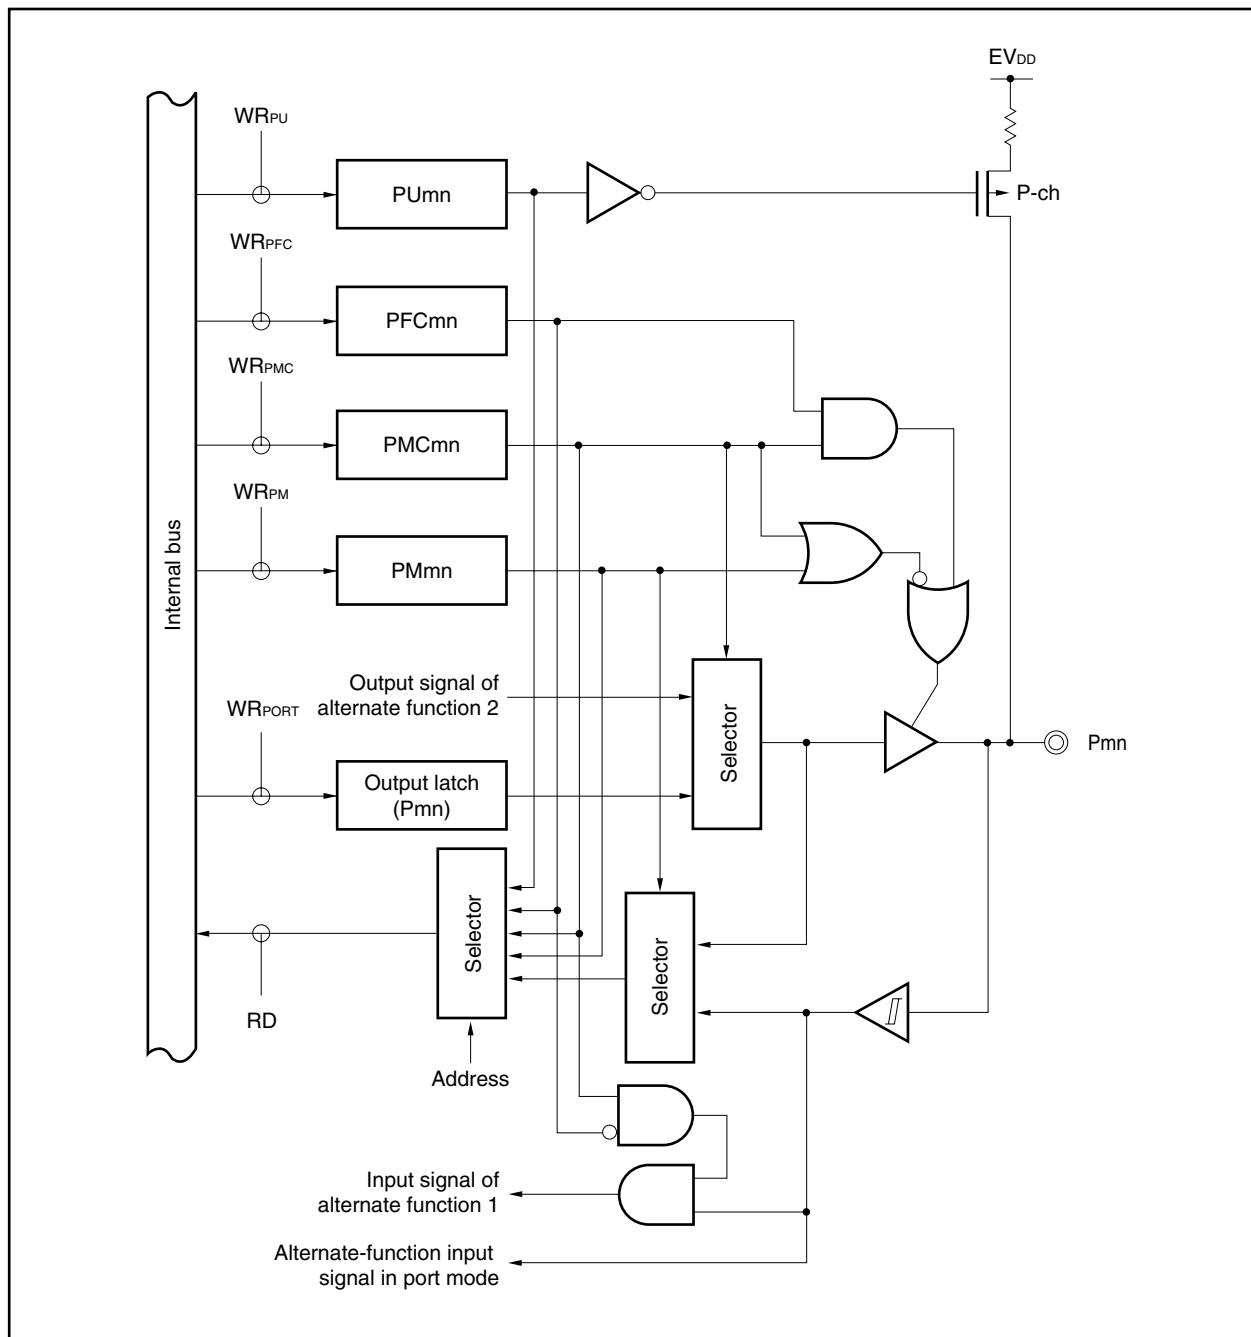 EVDD
WRPU
PUmn
P-ch
WRPFC
PFCmn
WRPMC
PMCmn
WRPM
PMmn
Internal bus
Output signal of
alternate function 2
Selector
WRPORT
Output latch
(Pmn)
Pmn
Selector
Selector
RD
Address
Input signal of
alternate function 1
Alternate-function input
signal in port mode